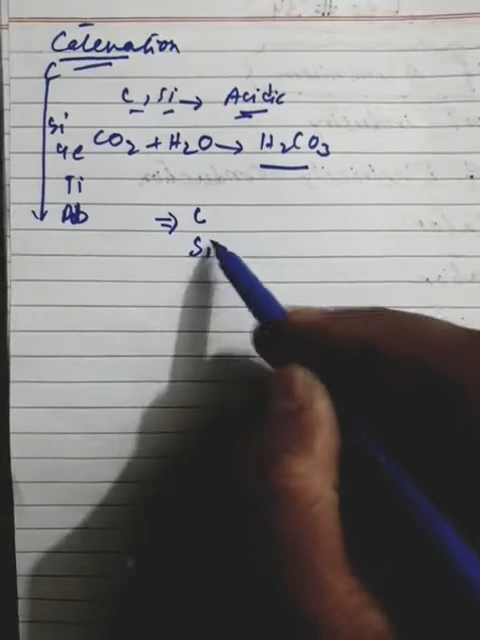 Catenation
C
C, Si → Acidic
Si
Ge CO₂ + H₂O → H₂CO₃
Ti
Pb ⇒ C
Si